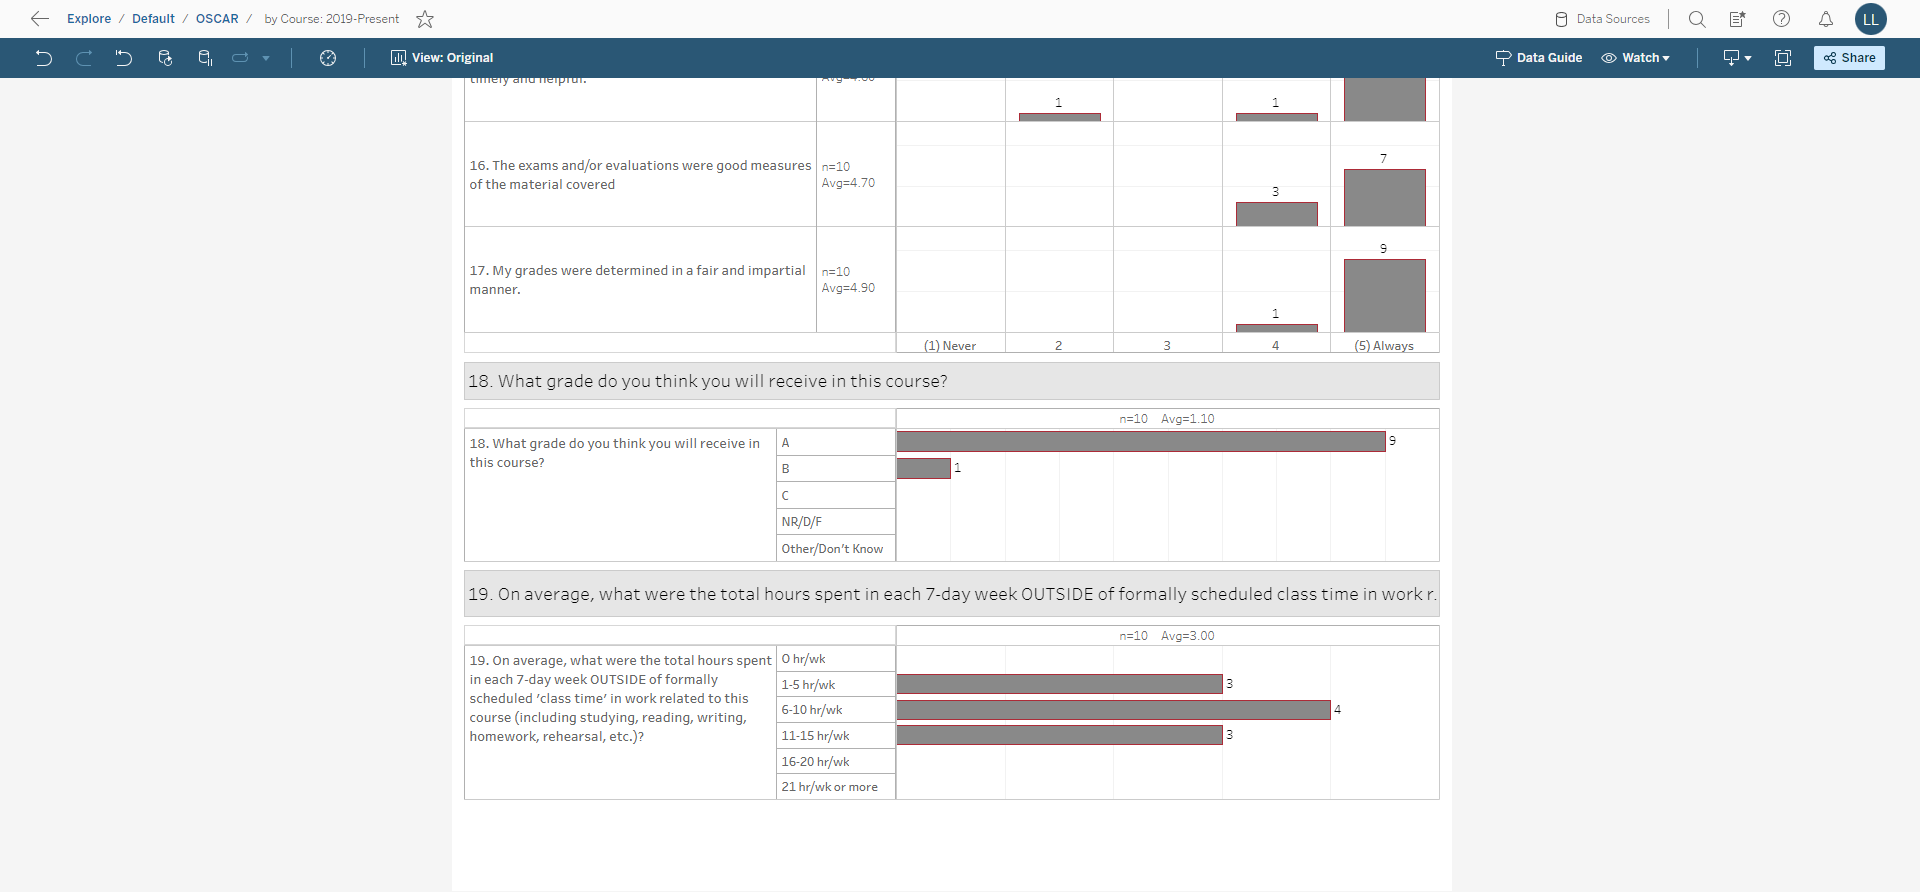 Explore / Default / OSCAR / by Course: 2019-Present
Data Sources
LL
View: Original
Data Guide
Watch
Share
timely and helpful.
1
1
16. The exams and/or evaluations were good measures
of the material covered
n=10
Avg=4.70
3
7
17. My grades were determined in a fair and impartial
manner.
n=10
Avg=4.90
1
9
(1) Never
2
3
4
(5) Always
18. What grade do you think you will receive in this course?
n=10 Avg=1.10
18. What grade do you think you will receive in
this course?
A
9
B
1
C
NR/D/F
Other/Don't Know
19. On average, what were the total hours spent in each 7-day week OUTSIDE of formally scheduled class time in work r.
n=10 Avg=3.00
19. On average, what were the total hours spent
in each 7-day week OUTSIDE of formally
scheduled 'class time' in work related to this
course (including studying, reading, writing,
homework, rehearsal, etc.)?
0 hr/wk
1-5 hr/wk
3
6-10 hr/wk
4
11-15 hr/wk
3
16-20 hr/wk
21 hr/wk or more